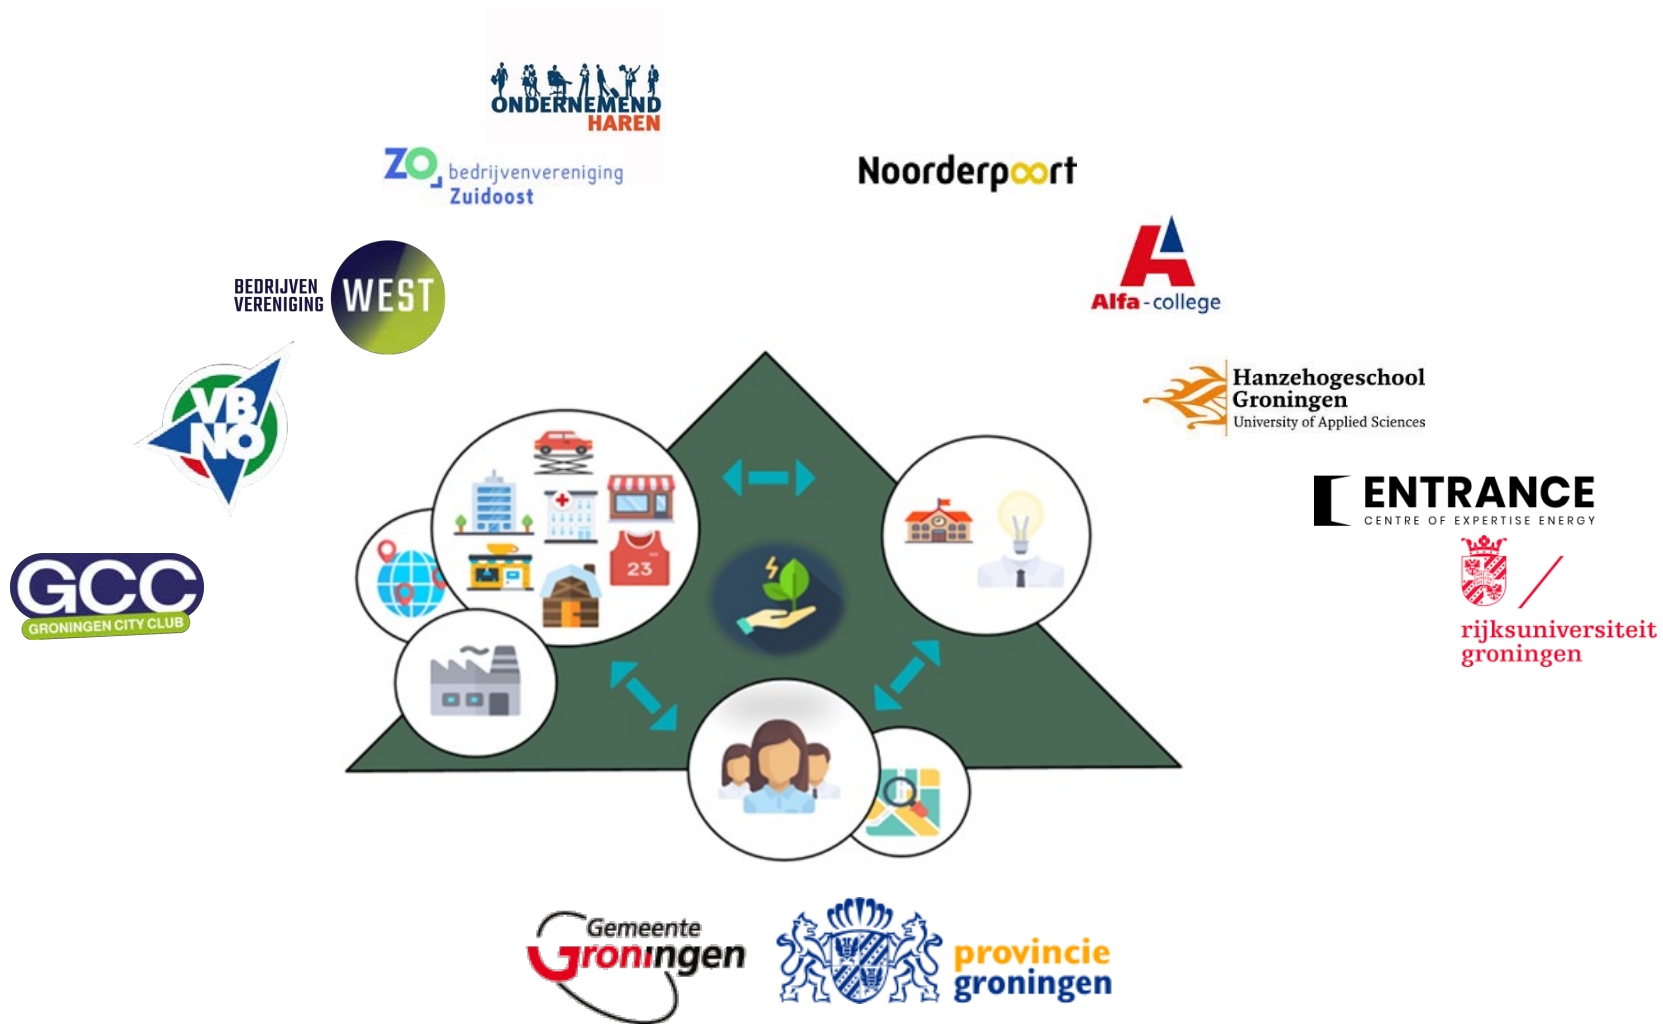 ONDERNEMEND
HAREN
ZO bedrijvenvereniging
Zuidoost
Noorderpoort
BEDRIJVEN
VERENIGING
WEST
A
Alfa-college
VB
NO
Hanzehogeschool
Groningen
University of Applied Sciences
ENTRANCE
CENTRE OF EXPERTISE ENERGY
GCC
GRONINGEN CITY CLUB
23
rijksuniversiteit
groningen
Gemeente
Groningen
provincie
groningen